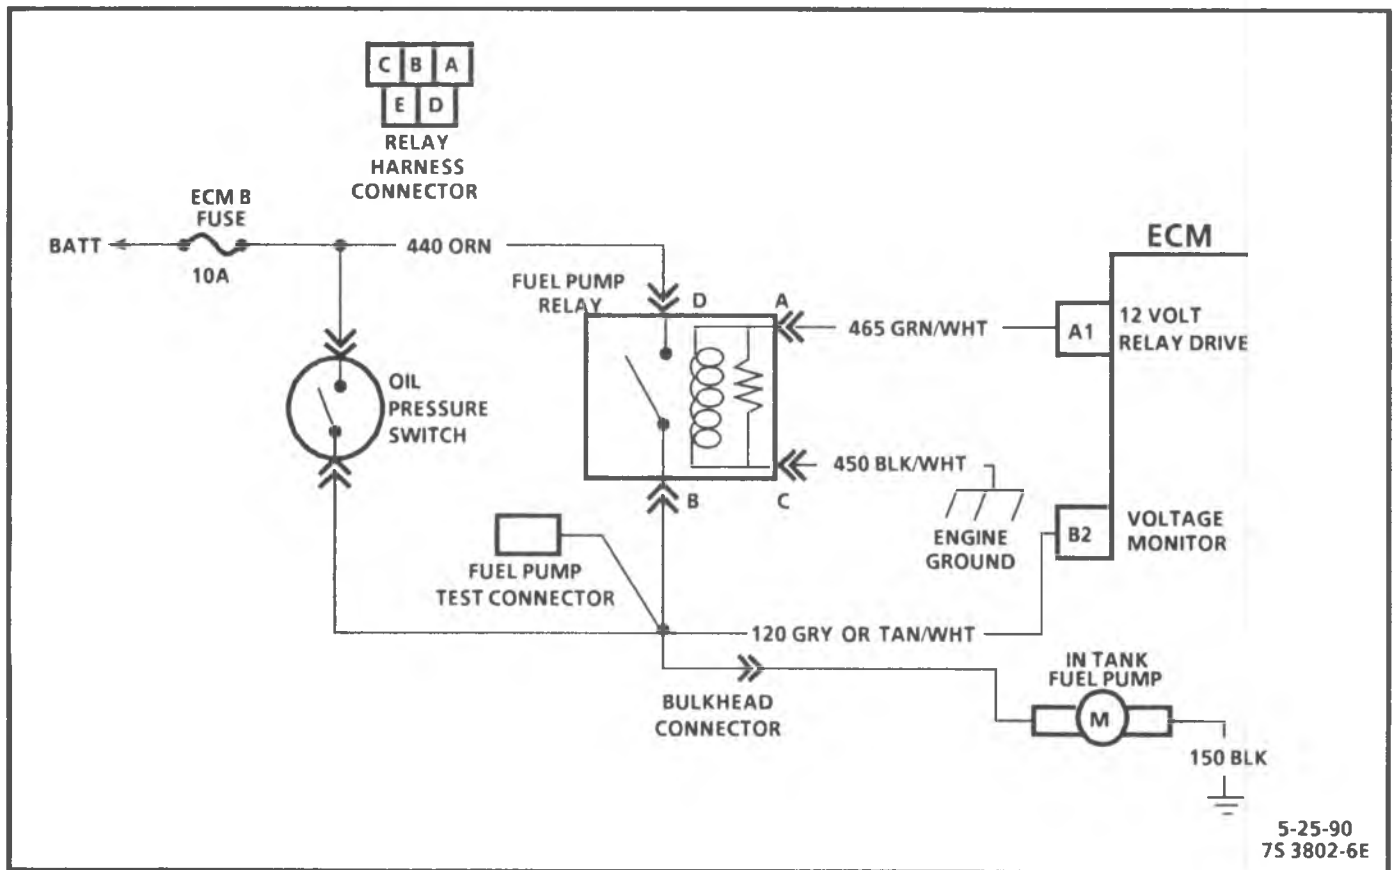 C B A
E D
RELAY
HARNESS
CONNECTOR
ECM B
FUSE
BATT
10A
440 ORN
FUEL PUMP
RELAY
D
A
465 GRN/WHT
ECM
A1
12 VOLT
RELAY DRIVE
OIL
PRESSURE
SWITCH
450 BLK/WHT
B
C
ENGINE
GROUND
B2
VOLTAGE
MONITOR
FUEL PUMP
TEST CONNECTOR
120 GRY OR TAN/WHT
BULKHEAD
CONNECTOR
IN TANK
FUEL PUMP
M
150 BLK
5-25-90
7S 3802-6E